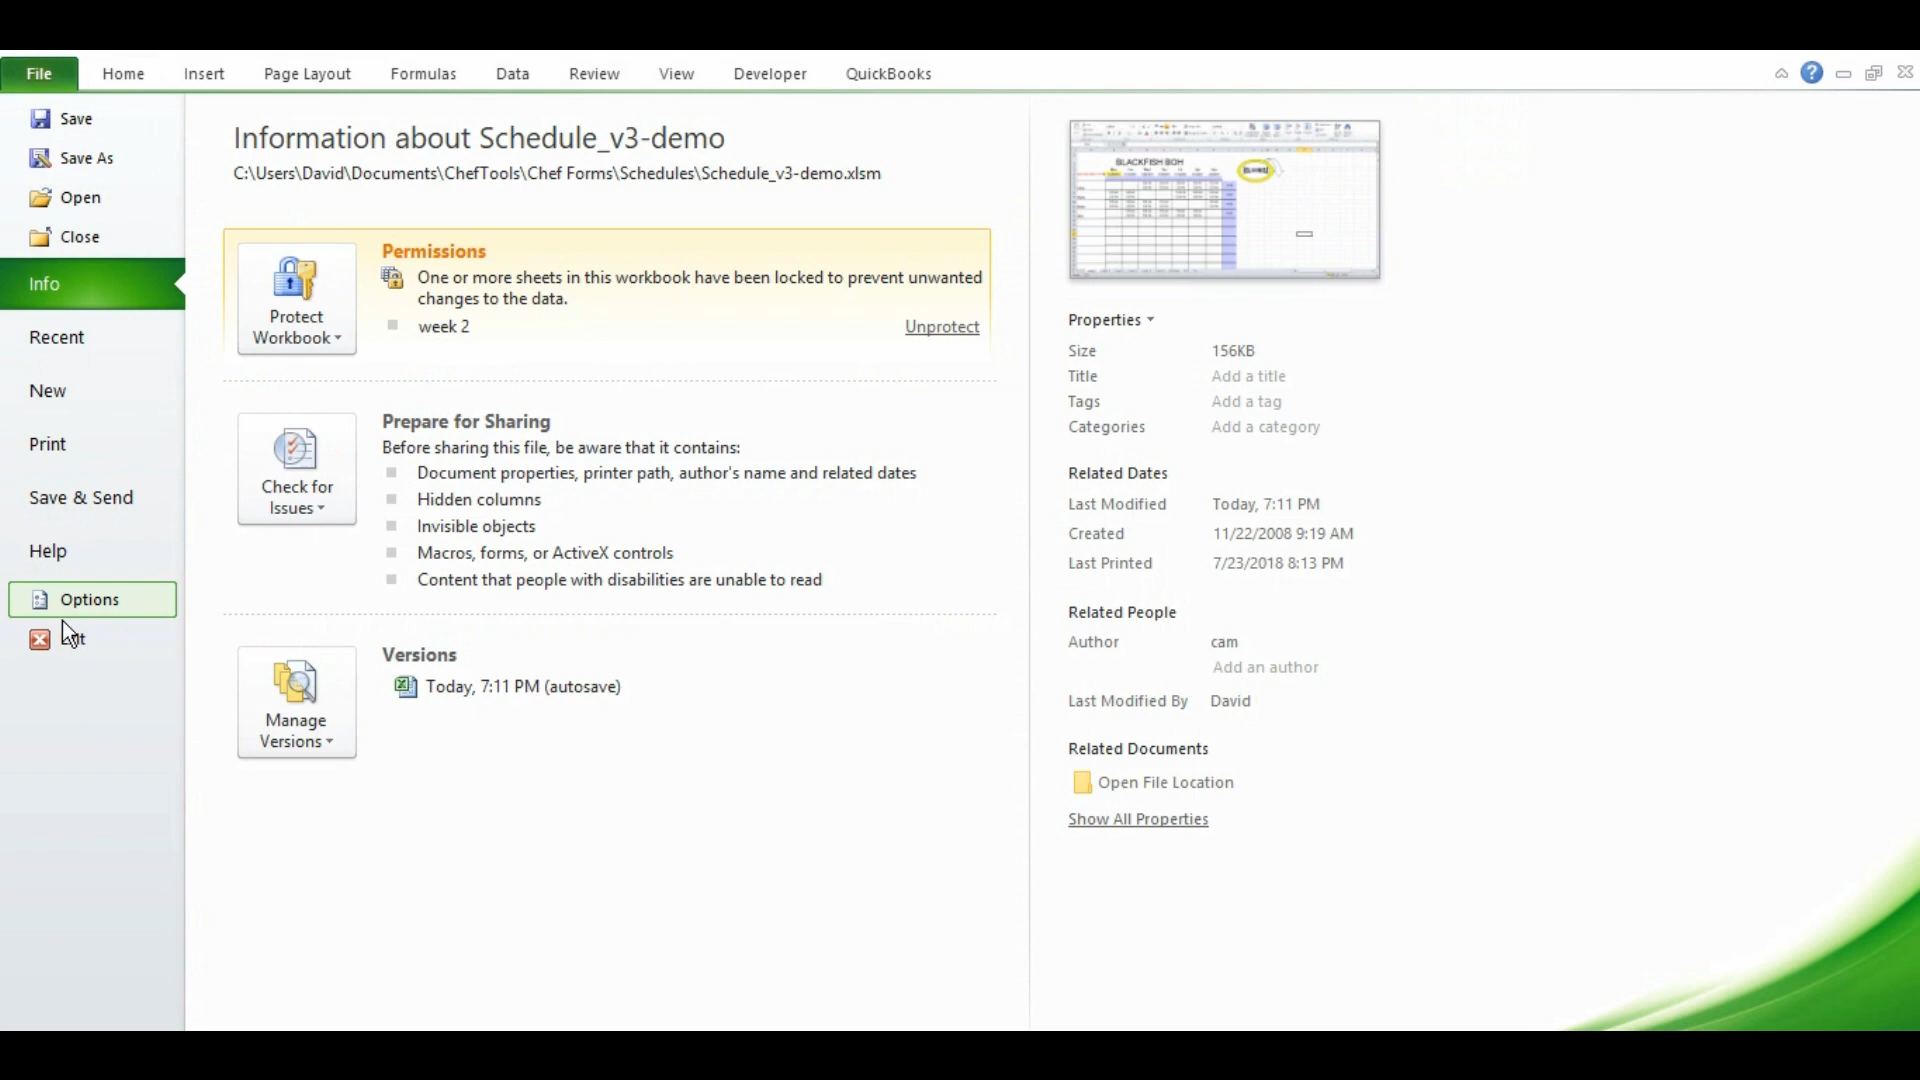 File Home Insert Page Layout Formulas Data Review View Developer QuickBooks
Save
Save As
Open
Close
Info
Recent
New
Print
Save & Send
Help
Options
Information about Schedule_v3-demo
C:\Users\David\Documents\ChefTools\Chef Forms\Schedules\Schedule_v3-demo.xlsm
Protect
Workbook
Permissions
One or more sheets in this workbook have been locked to prevent unwanted
changes to the data.
week 2 Unprotect
Check for
Issues
Prepare for Sharing
Before sharing this file, be aware that it contains:
Document properties, printer path, author's name and related dates
Hidden columns
Invisible objects
Macros, forms, or ActiveX controls
Content that people with disabilities are unable to read
Manage
Versions
Versions
Today, 7:11 PM (autosave)
BLACKFISH BOH
Properties
Size 156KB
Title Add a title
Tags Add a tag
Categories Add a category
Related Dates
Last Modified Today, 7:11 PM
Created 11/22/2008 9:19 AM
Last Printed 7/23/2018 8:13 PM
Related People
Author cam
Add an author
Last Modified By David
Related Documents
Open File Location
Show All Properties